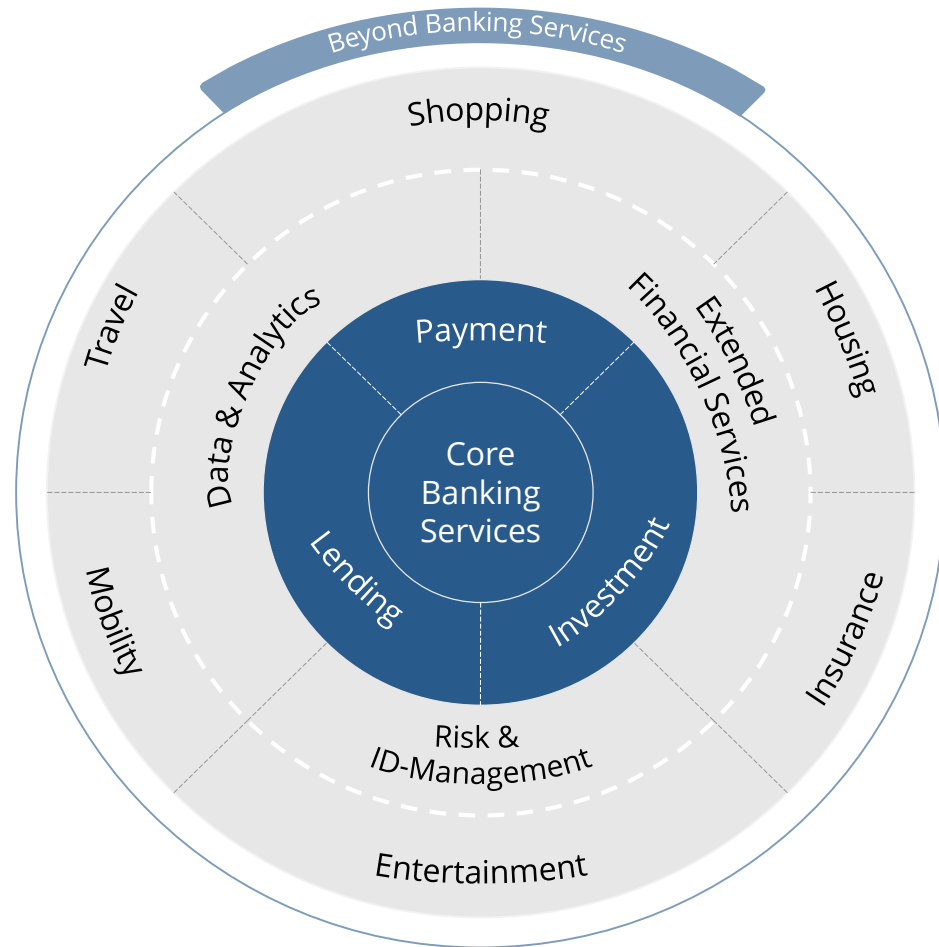 Beyond Banking Services
Shopping
Travel
Housing
Data & Analytics
Extended
Financial Services
Payment
Core
Banking
Services
Lending
Investment
Mobility
Insurance
Risk &
ID-Management
Entertainment